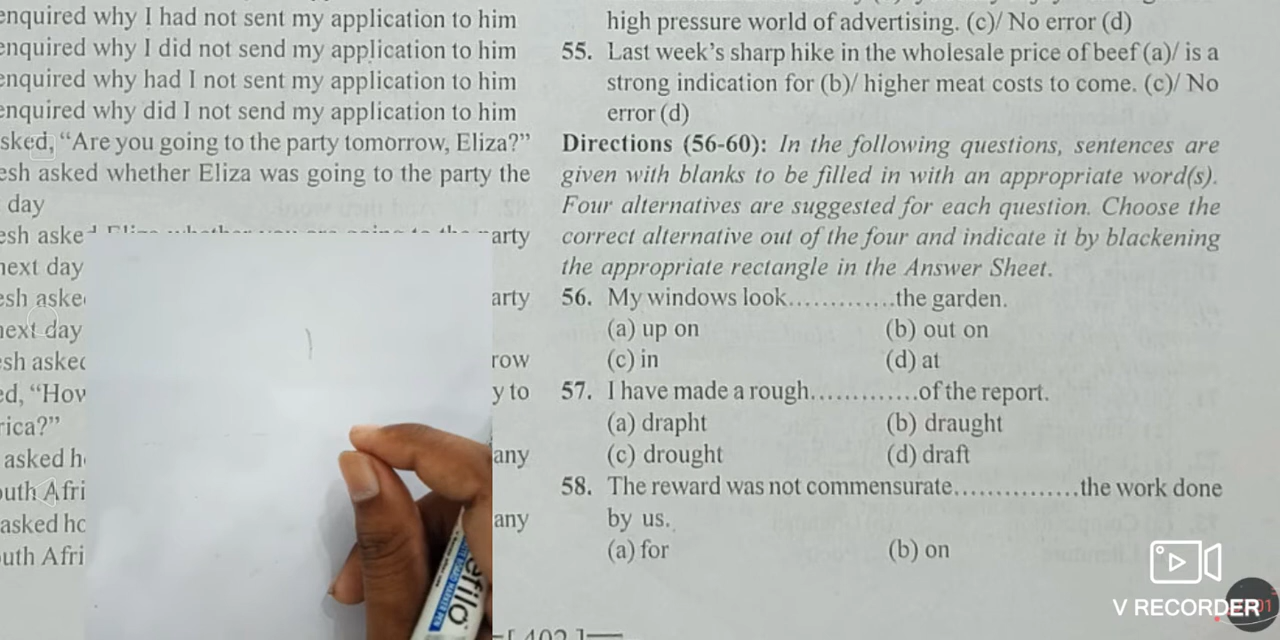 enquired why I had not sent my application to him
enquired why I did not send my application to him
enquired why had I not sent my application to him
enquired why did I not send my application to him
sked, “Are you going to the party tomorrow, Eliza?”
esh asked whether Eliza was going to the party the
day
esh asked
arty
next day
esh aske
arty
next day
esh asked
row
ed, “How
y to
rica?”
asked h
any
outh Afri
asked ho
any
outh Afri
high pressure world of advertising. (c)/ No error (d)
55. Last week’s sharp hike in the wholesale price of beef (a)/ is a
strong indication for (b)/ higher meat costs to come. (c)/ No
error (d)
Directions (56-60): In the following questions, sentences are
given with blanks to be filled in with an appropriate word(s).
Four alternatives are suggested for each question. Choose the
correct alternative out of the four and indicate it by blackening
the appropriate rectangle in the Answer Sheet.
56. My windows look.............the garden.
(a) up on (b) out on
(c) in (d) at
57. I have made a rough.............of the report.
(a) drapht (b) draught
(c) drought (d) draft
58. The reward was not commensurate...............the work done
by us.
(a) for (b) on
V RECORDER